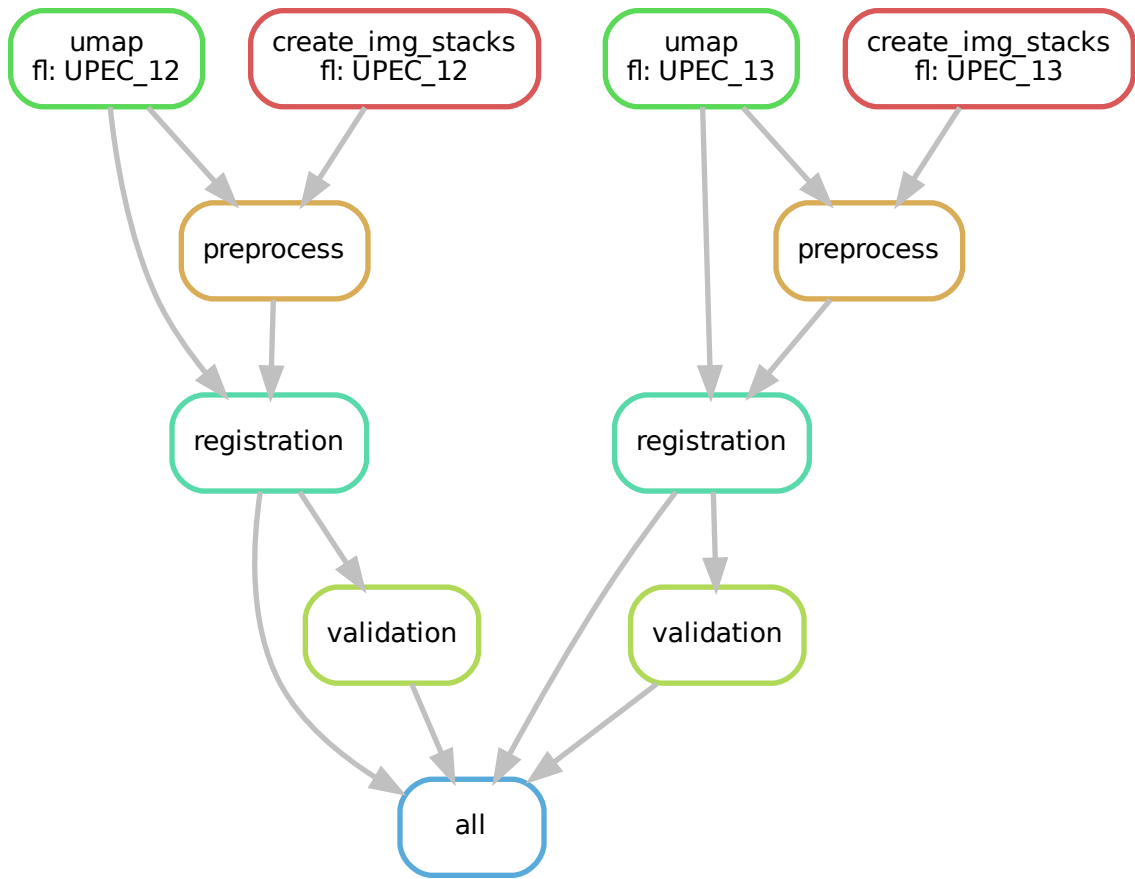 umap
fl: UPEC_12
create_img_stacks
fl: UPEC_12
umap
fl: UPEC_13
create_img_stacks
fl: UPEC_13
preprocess
preprocess
registration
registration
validation
validation
all